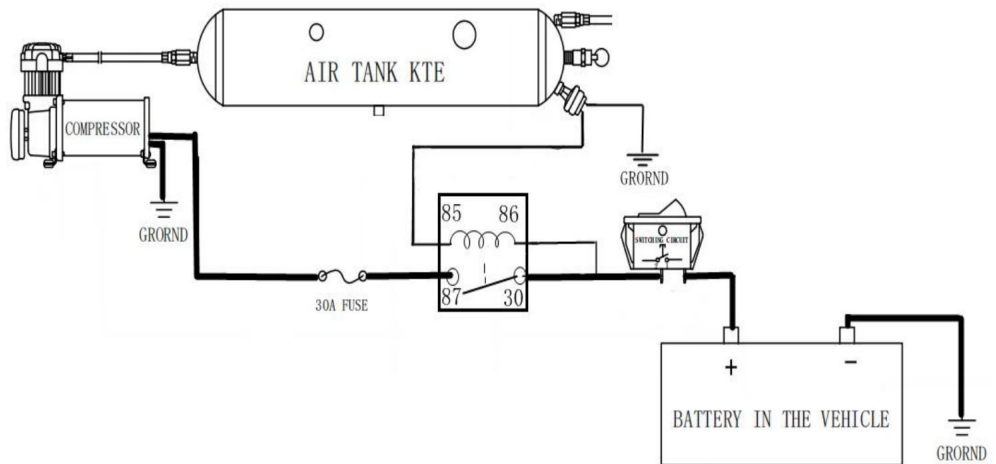 AIR TANK KTE
COMPRESSOR
GRORND
GRORND
85 86
SWITCHING CIRCUIT
30A FUSE
87 30
+ −
BATTERY IN THE VEHICLE
GRORND